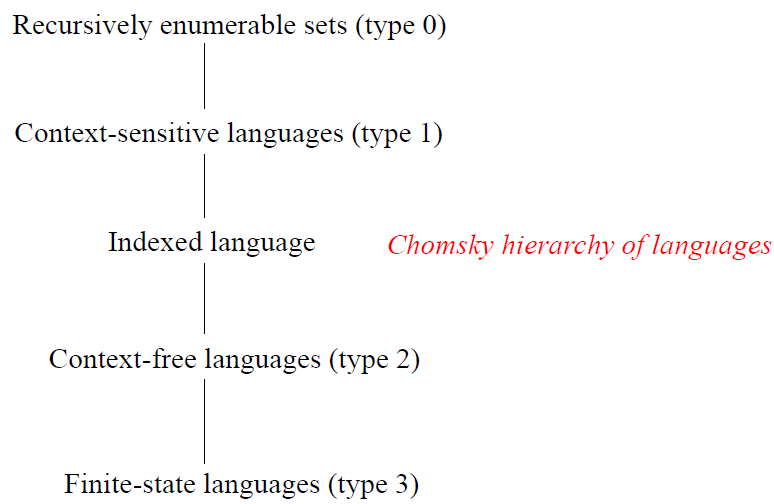 Recursively enumerable sets (type 0)
Context-sensitive languages (type 1)
Indexed language
Chomsky hierarchy of languages
Context-free languages (type 2)
Finite-state languages (type 3)